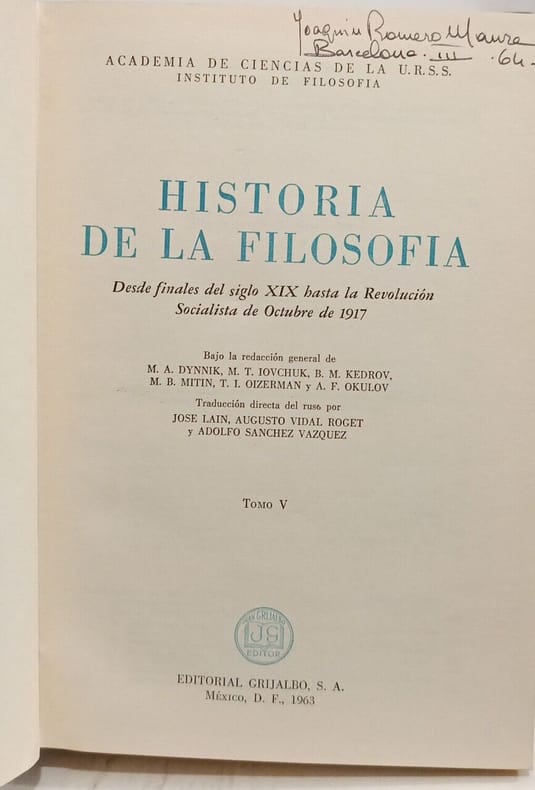 Joaquin Romero Maura
Barcelona. III .64-
ACADEMIA DE CIENCIAS DE LA U.R.S.S.
INSTITUTO DE FILOSOFIA
HISTORIA
DE LA FILOSOFIA
Desde finales del siglo XIX hasta la Revolución
Socialista de Octubre de 1917
Bajo la redacción general de
M. A. DYNNIK, M. T. IOVCHUK, B. M. KEDROV,
M. B. MITIN, T. I. OIZERMAN y A. F. OKULOV
Traducción directa del ruso por
JOSE LAIN, AUGUSTO VIDAL ROGET
y ADOLFO SANCHEZ VAZQUEZ
TOMO V
JUAN GRIJALBO
JG
EDITOR
EDITORIAL GRIJALBO, S. A.
MÉXICO, D. F., 1963